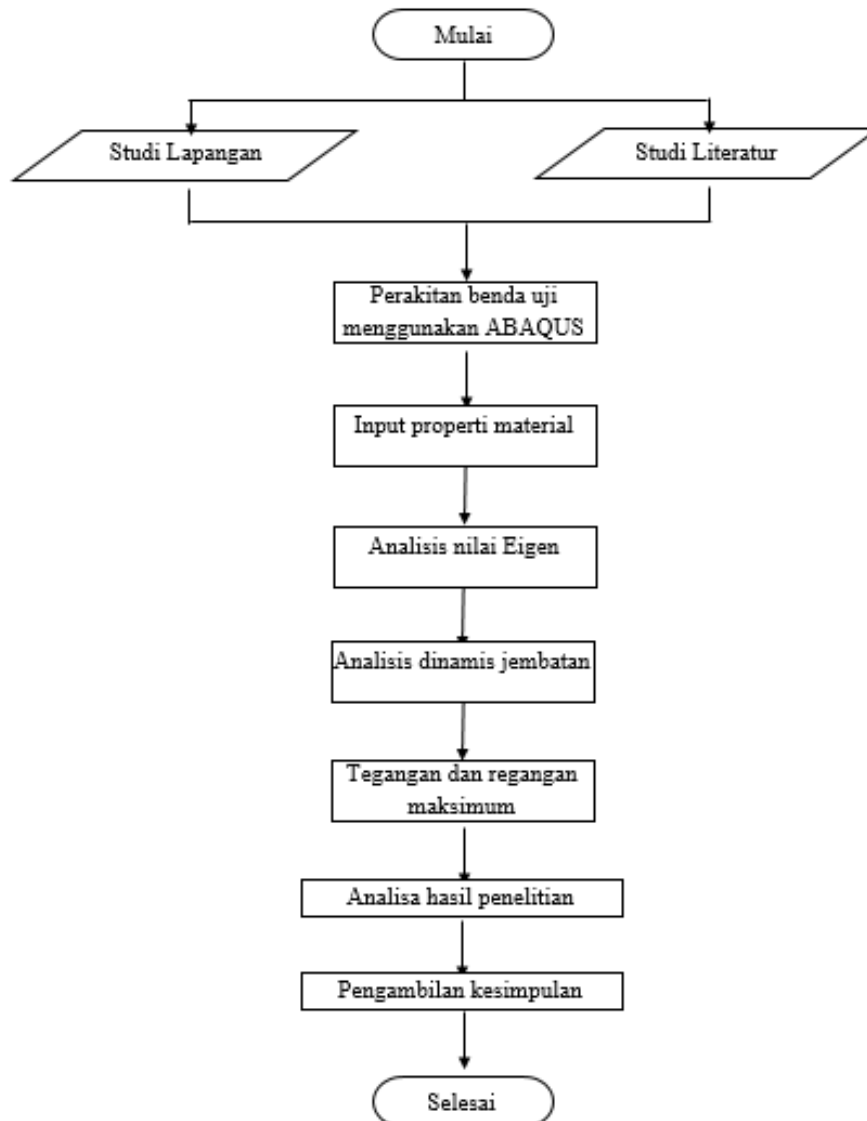 Mulai
Studi Lapangan
Studi Literatur
Perakitan benda uji
menggunakan ABAQUS
Input properti material
Analisis nilai Eigen
Analisis dinamis jembatan
Tegangan dan regangan
maksimum
Analisa hasil penelitian
Pengambilan kesimpulan
Selesai